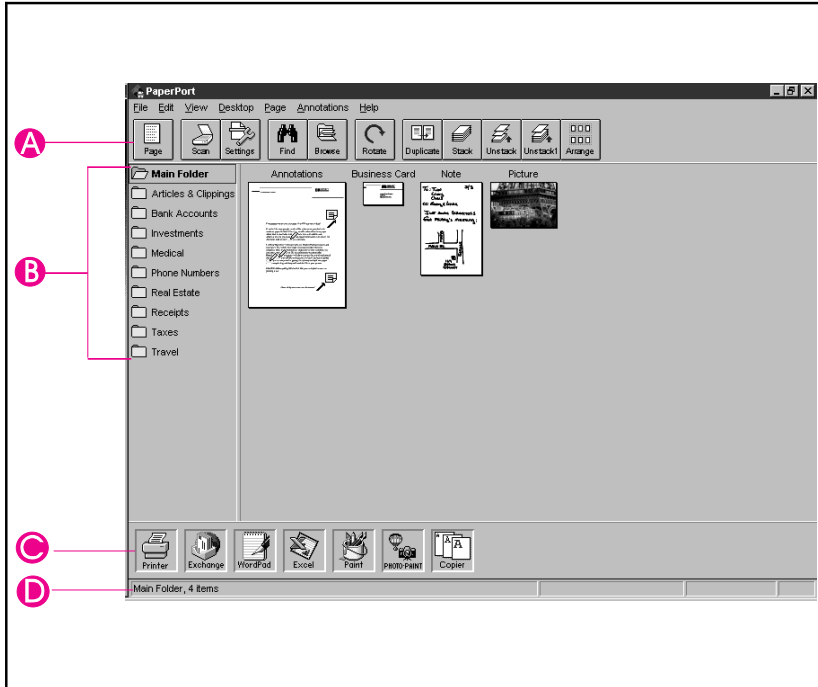 PaperPort
File Edit View Desktop Page Annotations Help
A
Page Scan Settings Find Browse Rotate Duplicate Stack Unstack Unstack1 Arrange
Main Folder
Articles & Clippings
Bank Accounts
B
Investments
Medical
Phone Numbers
Real Estate
Receipts
Taxes
Travel
Annotations Business Card Note Picture
C
Printer Exchange WordPad Excel Paint PHOTO-PAINT Copier
D
Main Folder, 4 items